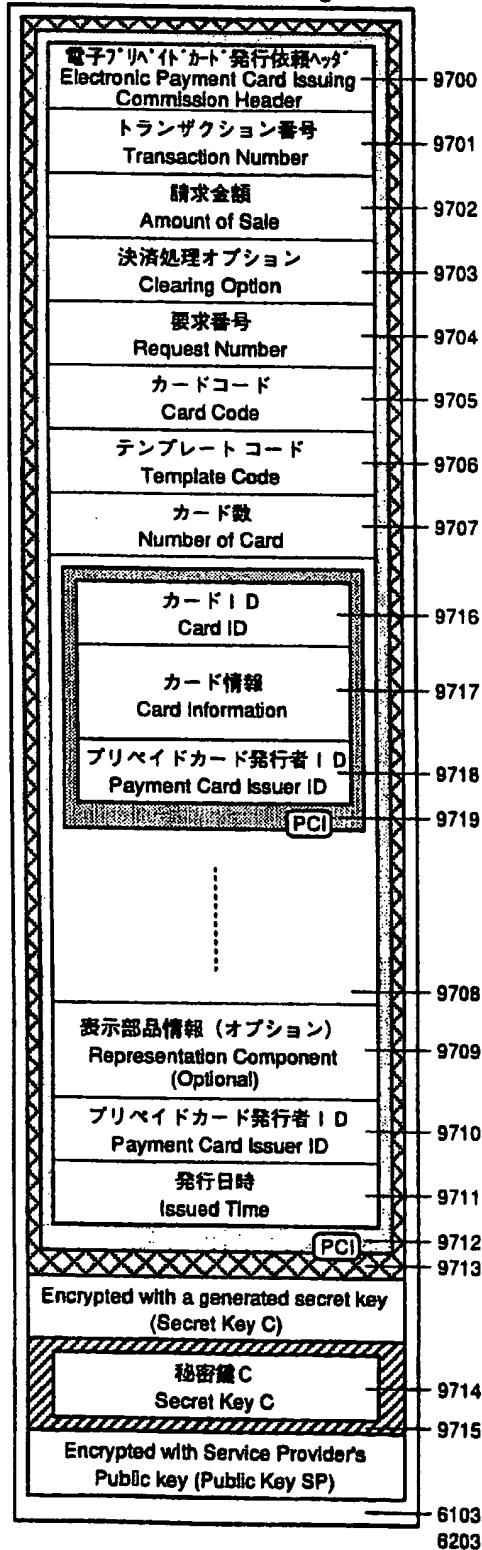 電子プリペイドカード発行依頼ヘッダ
Electronic Payment Card Issuing
Commission Header
9700
トランザクション番号
Transaction Number
9701
請求金額
Amount of Sale
9702
決済処理オプション
Clearing Option
9703
要求番号
Request Number
9704
カードコード
Card Code
9705
テンプレート コード
Template Code
9706
カード数
Number of Card
9707
カードID
Card ID
9716
カード情報
Card Information
9717
プリペイドカード発行者ID
Payment Card Issuer ID
9718
PCI
9719
9708
表示部品情報（オプション）
Representation Component
(Optional)
9709
プリペイドカード発行者ID
Payment Card Issuer ID
9710
発行日時
Issued Time
9711
PCI
9712
9713
Encrypted with a generated secret key
(Secret Key C)
秘密鍵C
Secret Key C
9714
9715
Encrypted with Service Provider's
Public key (Public Key SP)
6103
6203